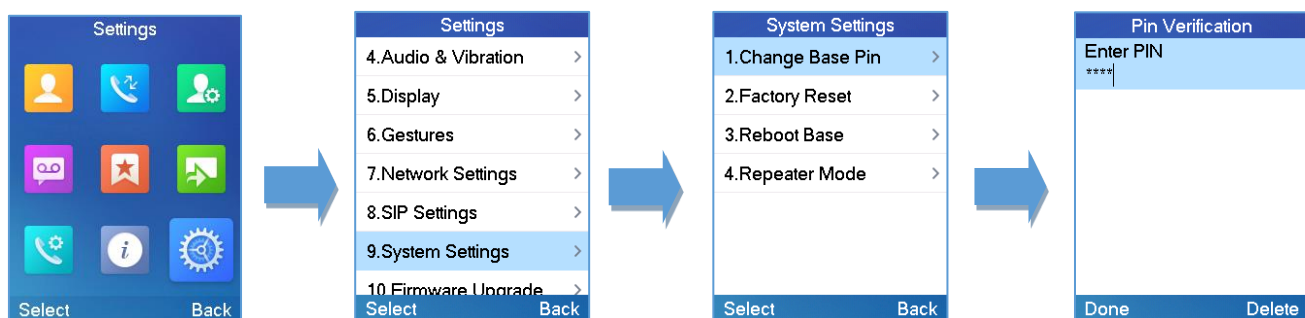 Settings
Select Back
Settings
4.Audio & Vibration
5.Display
6.Gestures
7.Network Settings
8.SIP Settings
9.System Settings
10.Firmware Upgrade
Select Back
System Settings
1.Change Base Pin
2.Factory Reset
3.Reboot Base
4.Repeater Mode
Select Back
Pin Verification
Enter PIN
****
Done Delete